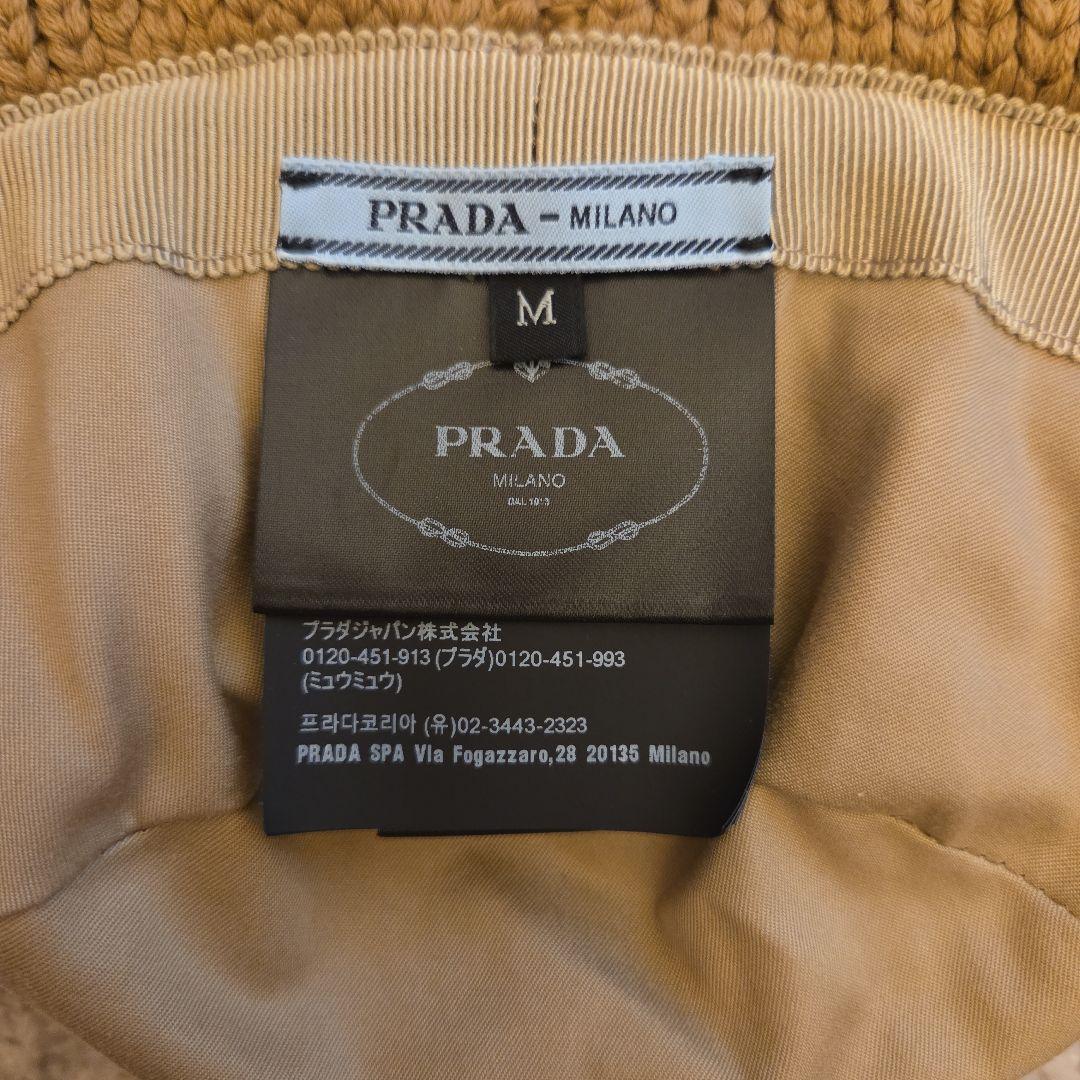 PRADA - MILANO
M
PRADA
MILANO
DAL 1913
プラダジャパン株式会社
0120-451-913 (プラダ)0120-451-993
(ミュウミュウ)
프라다코리아 (유)02-3443-2323
PRADA SPA Via Fogazzaro,28 20135 Milano